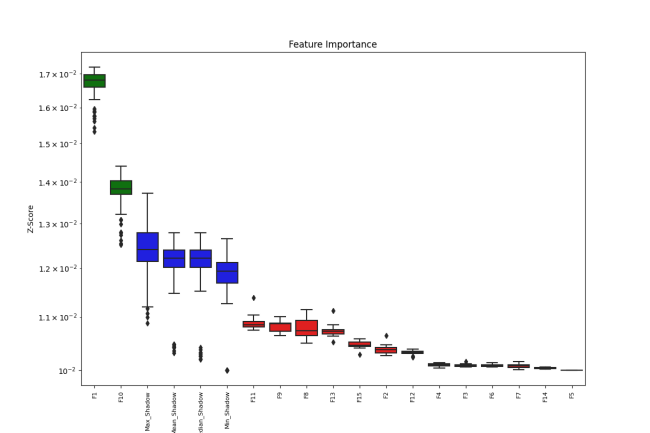 Feature Importance
Z-Score
1.7 × 10⁻²
1.6 × 10⁻²
1.5 × 10⁻²
1.4 × 10⁻²
1.3 × 10⁻²
1.2 × 10⁻²
1.1 × 10⁻²
10⁻²
F1
F10
Max_Shadow
ean_Shadow
dian_Shadow
Min_Shadow
F11
F9
F8
F13
F15
F2
F12
F4
F3
F6
F7
F14
F5